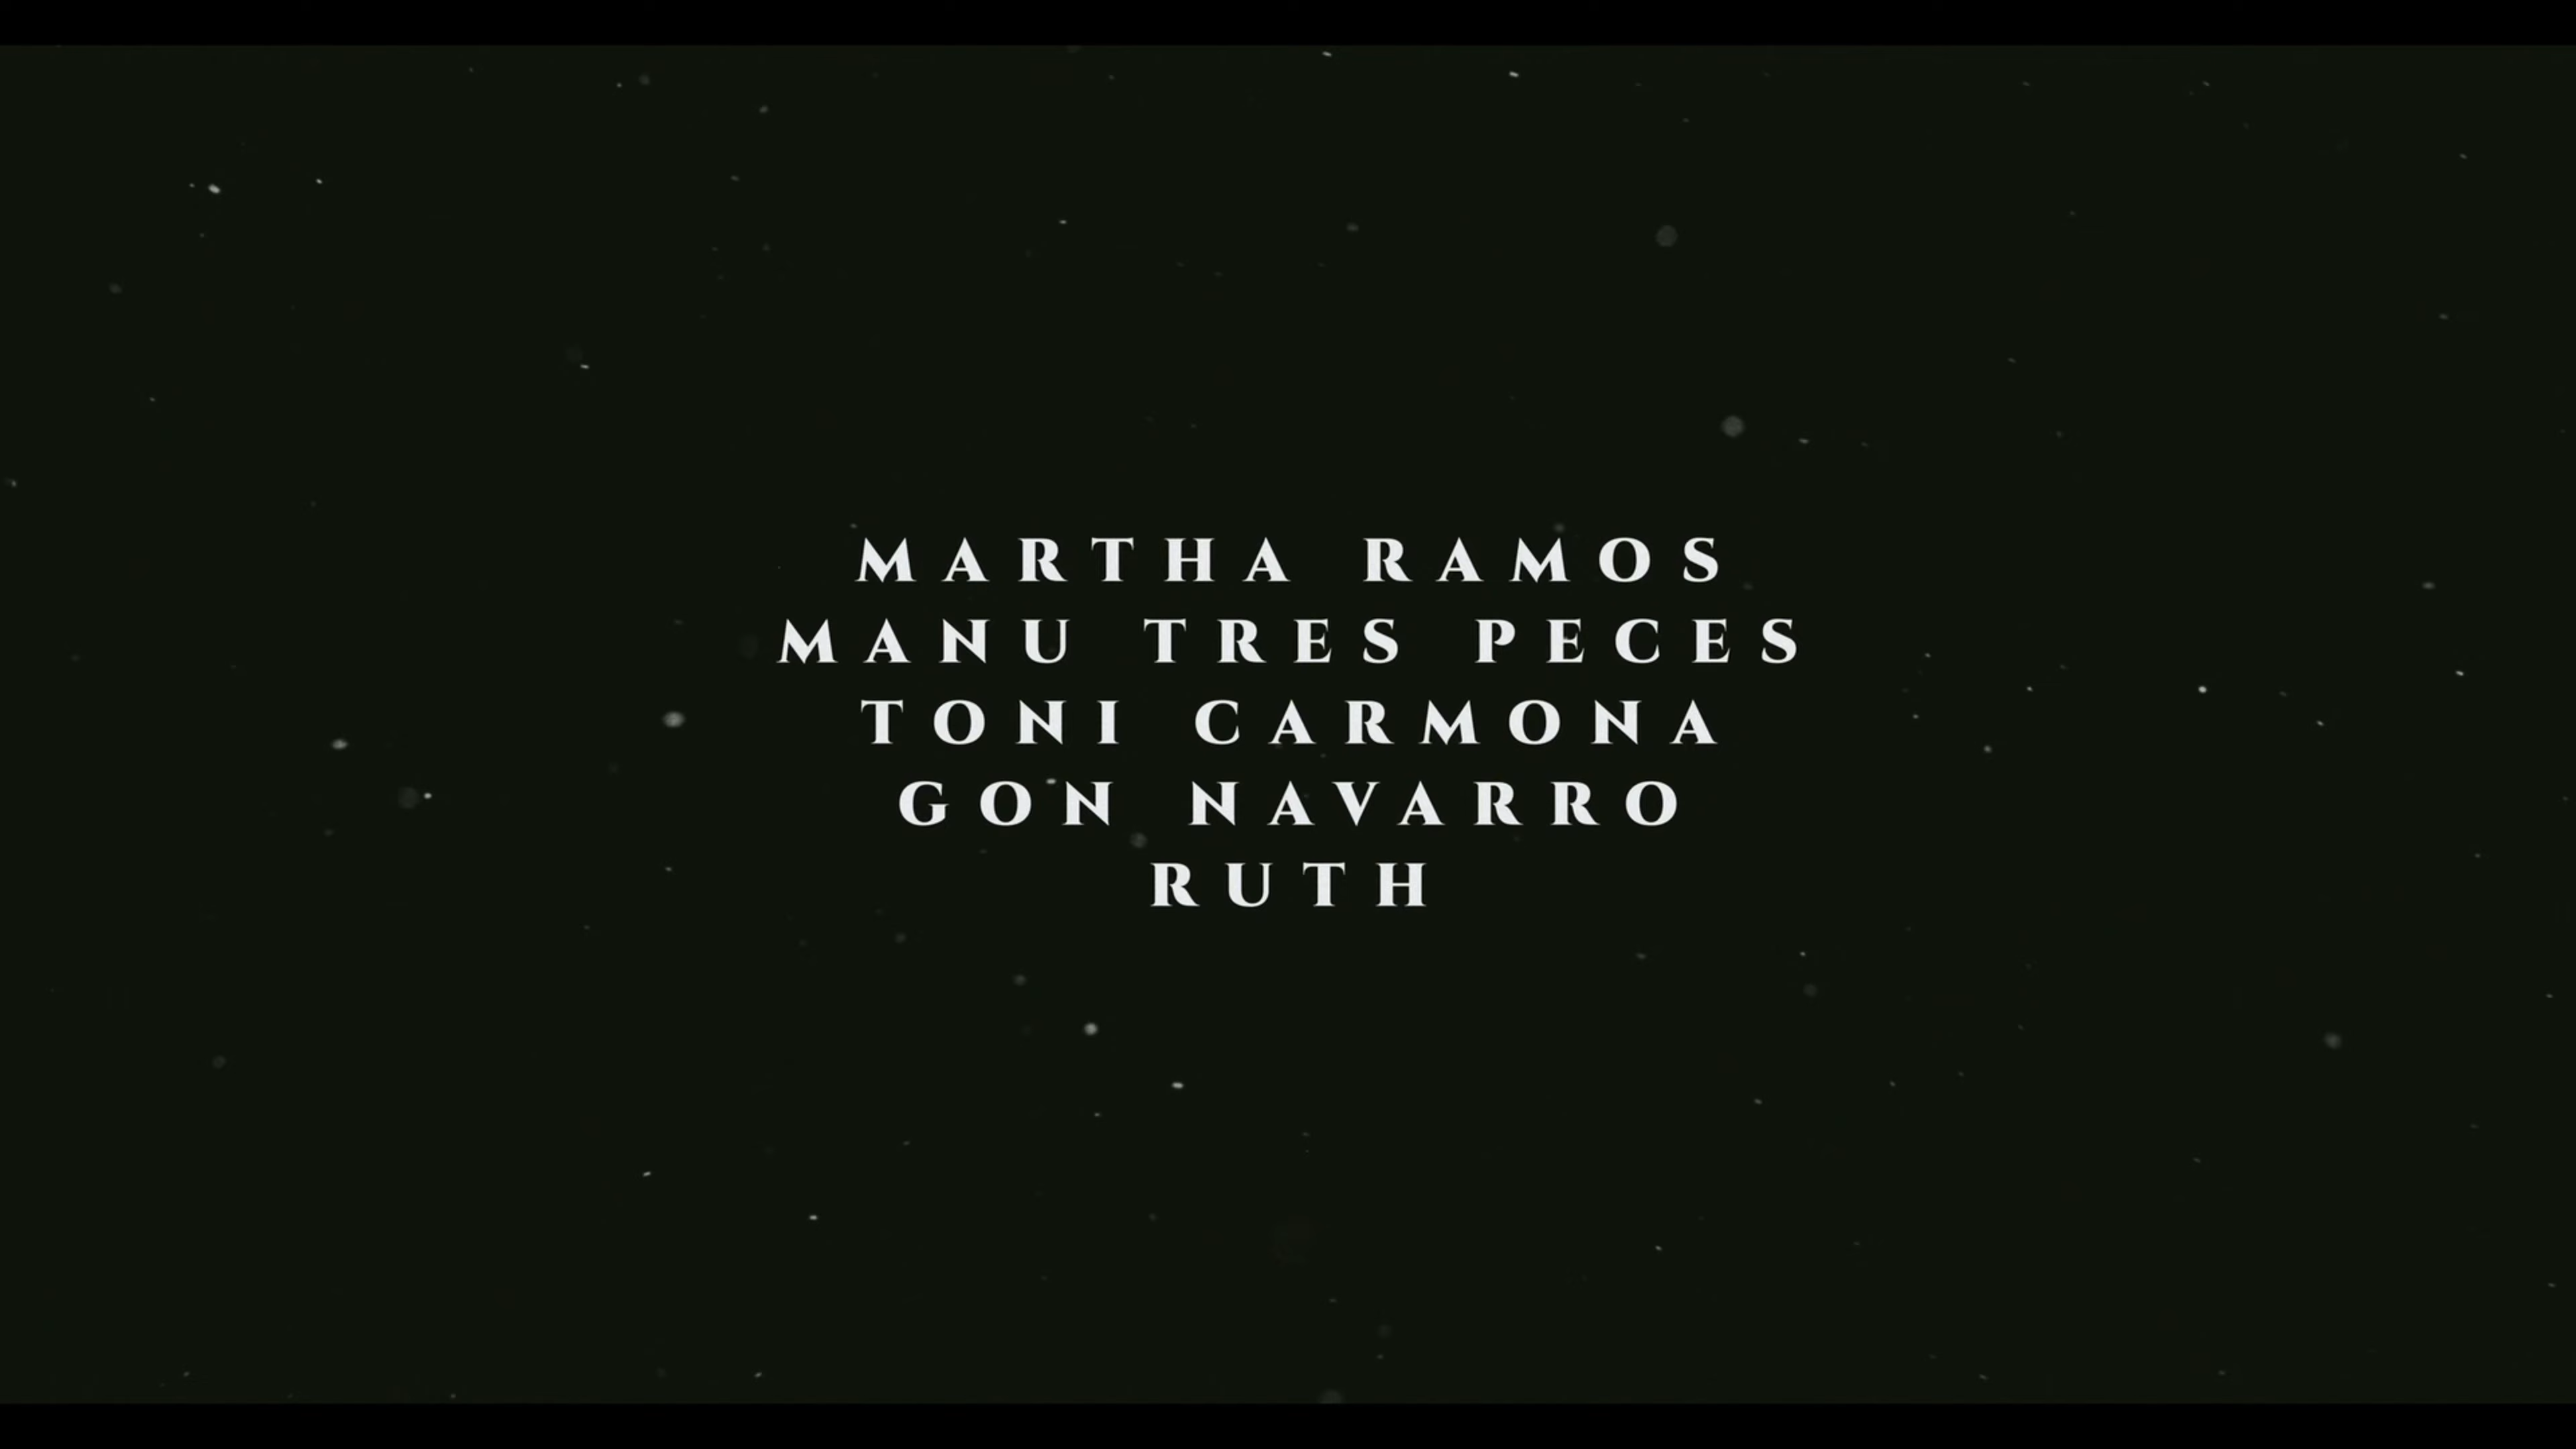 MARTHA RAMOS
MANU TRES PECES
TONI CARMONA
GON NAVARRO
RUTH